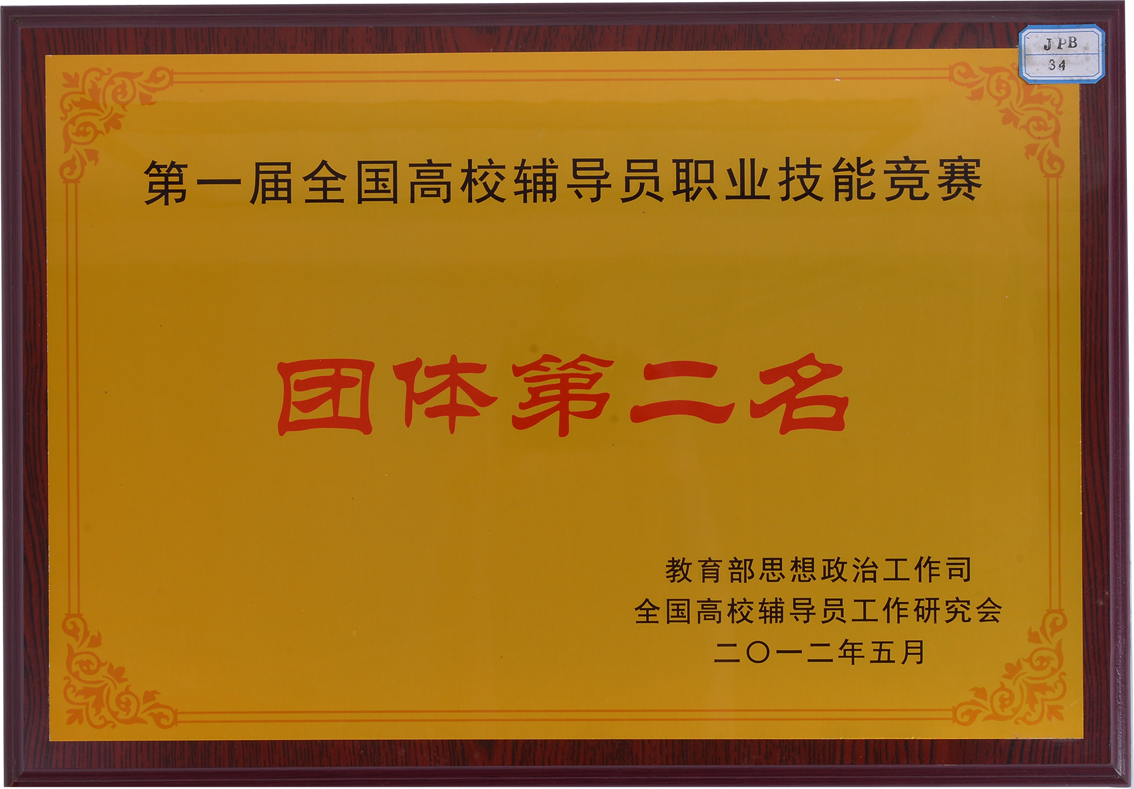 JPB
34
第一届全国高校辅导员职业技能竞赛
团体第二名
教育部思想政治工作司
全国高校辅导员工作研究会
二〇一二年五月